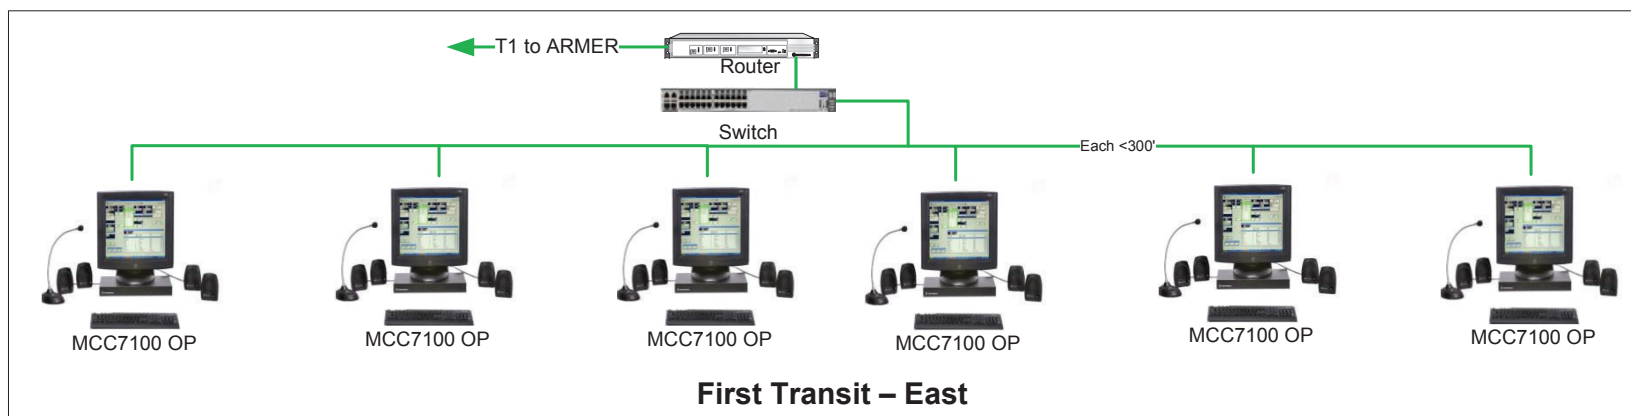 T1 to ARMER
Router
Switch
Each <300'
MCC7100 OP
MCC7100 OP
MCC7100 OP
MCC7100 OP
MCC7100 OP
MCC7100 OP
First Transit – East